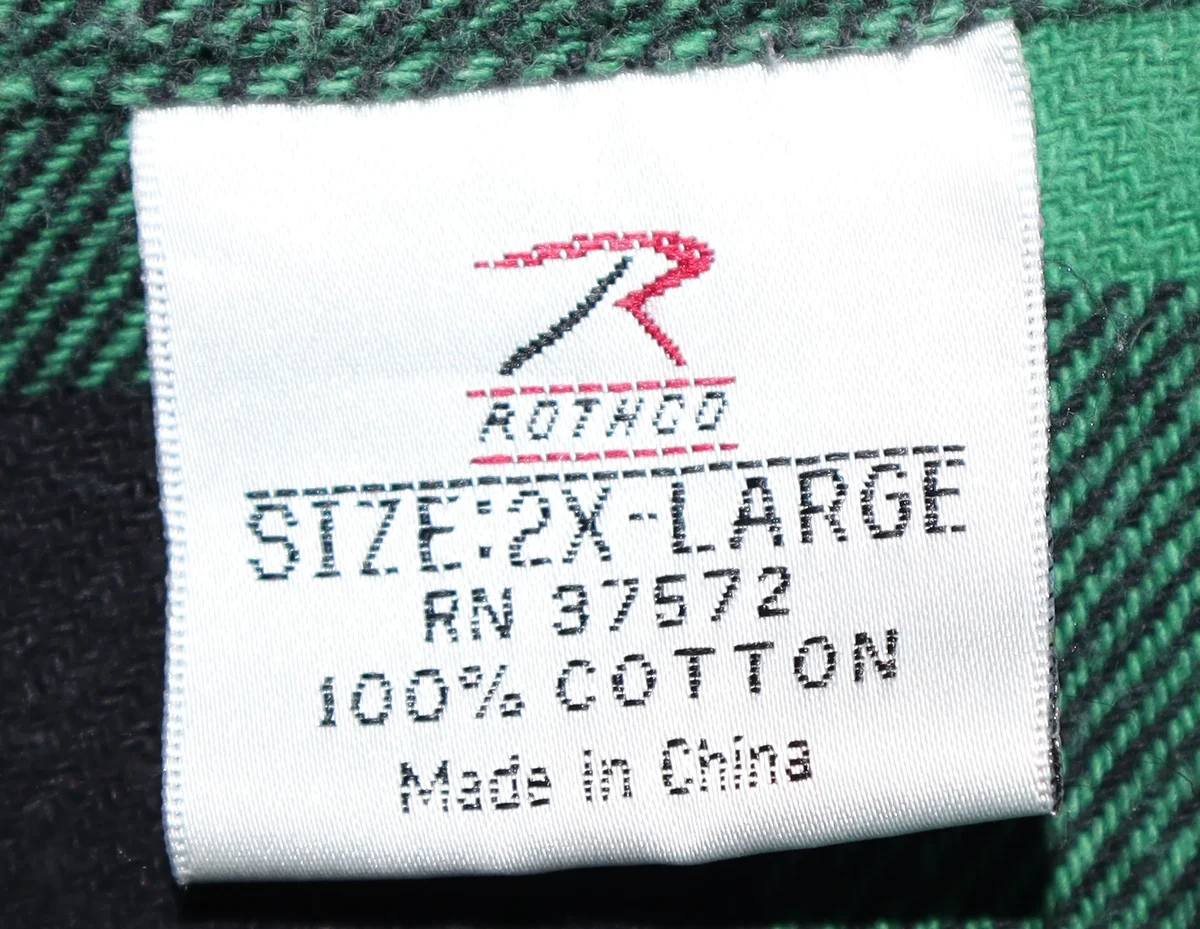 ROTHCO
SIZE:2X-LARGE
RN 37572
100% COTTON
Made in China